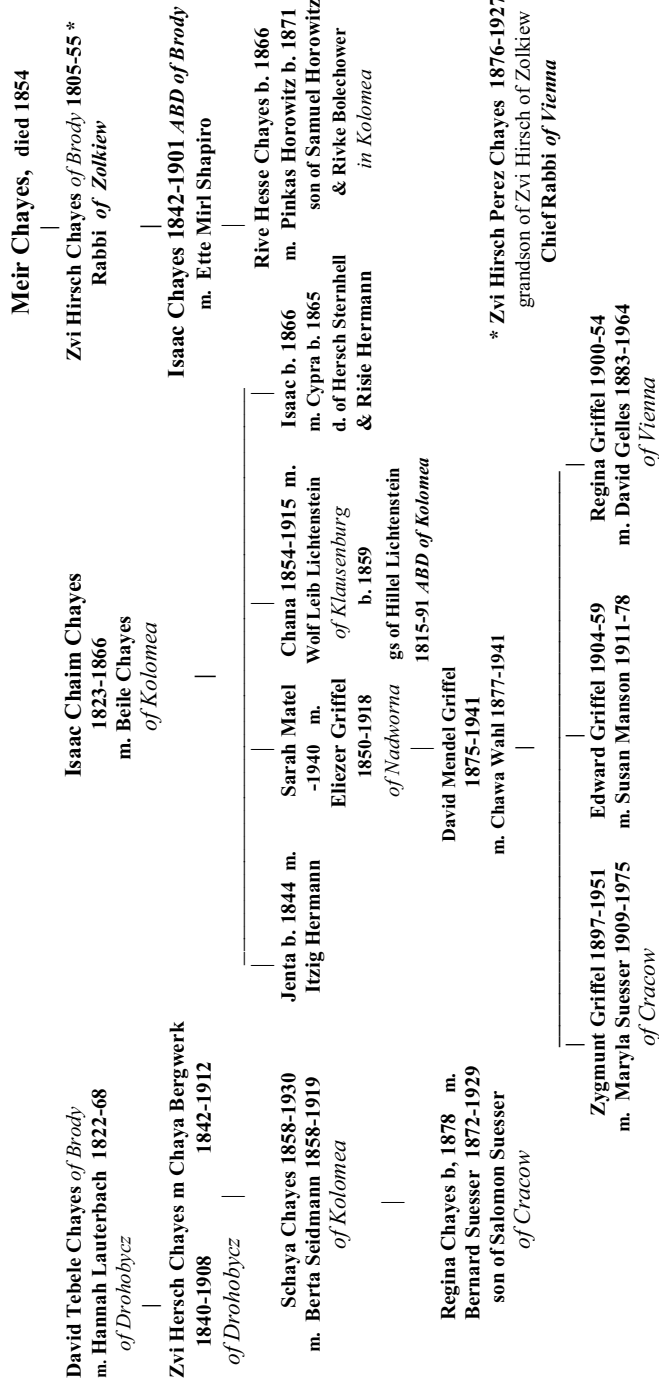 David Tebele Chayes of Brody
m. Hannah Lauterbach 1822-68
of Drohobycz
Zvi Hersch Chayes m Chaya Bergwerk
1840-1908 1842-1912
of Drohobycz
Schaya Chayes 1858-1930
m. Berta Seidmann 1858-1919
of Kolomea
Regina Chayes b, 1878 m.
Bernard Suesser 1872-1929
son of Salomon Suesser
of Cracow
Isaac Chaim Chayes
1823-1866
m. Beile Chayes
of Kolomea
Jenta b. 1844 m.
Itzig Hermann
Sarah Matel
-1940 m.
Eliezer Griffel
1850-1918
of Nadworna
Chana 1854-1915 m.
Wolf Leib Lichtenstein
of Klausenburg
b. 1859
gs of Hillel Lichtenstein
1815-91 ABD of Kolomea
Isaac b. 1866
m. Cypra b. 1865
d. of Hersch Sternhell
& Risie Hermann
David Mendel Griffel
1875-1941
m. Chawa Wahl 1877-1941
Zygmunt Griffel 1897-1951
m. Maryla Suesser 1909-1975
of Cracow
Edward Griffel 1904-59
m. Susan Manson 1911-78
Regina Griffel 1900-54
m. David Gelles 1883-1964
of Vienna
Meir Chayes, died 1854
Zvi Hirsch Chayes of Brody 1805-55 *
Rabbi of Zolkiew
Isaac Chayes 1842-1901 ABD of Brody
m. Ette Mirl Shapiro
Rive Hesse Chayes b. 1866
m. Pinkas Horowitz b. 1871
son of Samuel Horowitz
& Rivke Bolechower
in Kolomea
* Zvi Hirsch Perez Chayes 1876-1927
grandson of Zvi Hirsch of Zolkiew
Chief Rabbi of Vienna